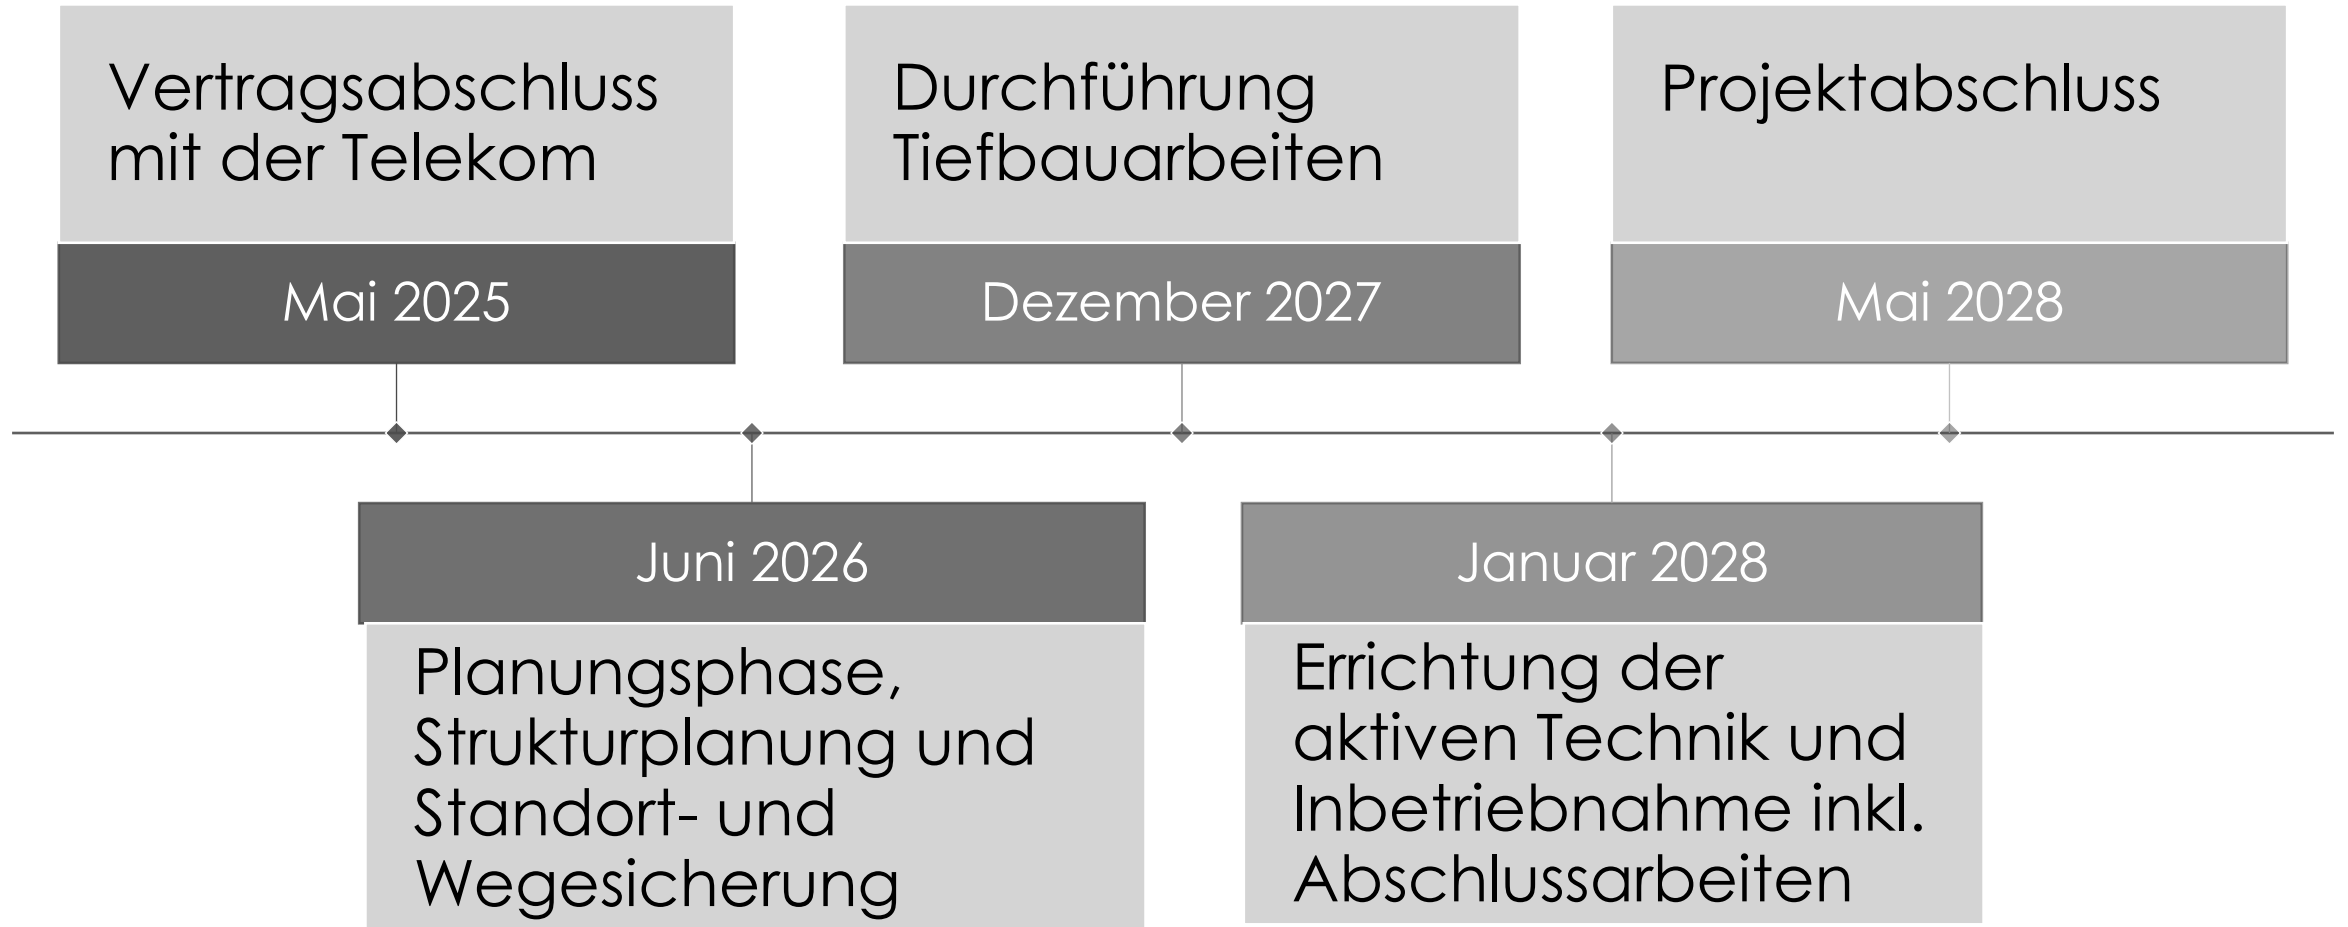 Vertragsabschluss
mit der Telekom
Mai 2025
Durchführung
Tiefbauarbeiten
Dezember 2027
Projektabschluss
Mai 2028
Juni 2026
Planungsphase,
Strukturplanung und
Standort- und
Wegesicherung
Januar 2028
Errichtung der
aktiven Technik und
Inbetriebnahme inkl.
Abschlussarbeiten